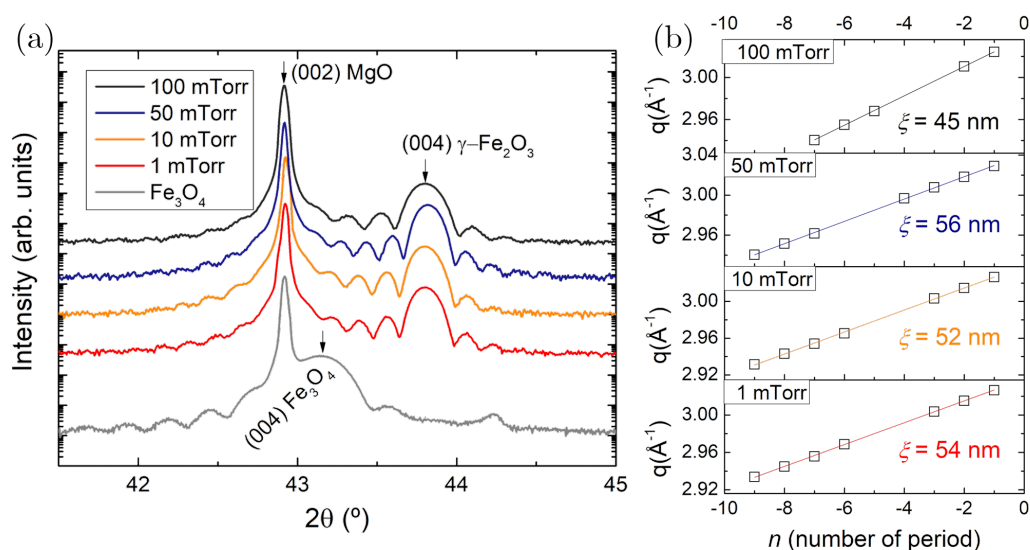 (a)
100 mTorr
50 mTorr
10 mTorr
1 mTorr
Fe₃O₄
(002) MgO
(004) γ−Fe₂O₃
(004) Fe₃O₄
Intensity (arb. units)
42 43 44 45
2θ (º)
(b)
-10 -8 -6 -4 -2 0
100 mTorr
3.00
2.96
q(Å⁻¹)
ξ = 45 nm
50 mTorr
3.04
3.00
2.96
q(Å⁻¹)
ξ = 56 nm
10 mTorr
3.00
2.96
2.92
q(Å⁻¹)
ξ = 52 nm
1 mTorr
3.00
2.96
2.92
q(Å⁻¹)
ξ = 54 nm
-10 -8 -6 -4 -2 0
n (number of period)